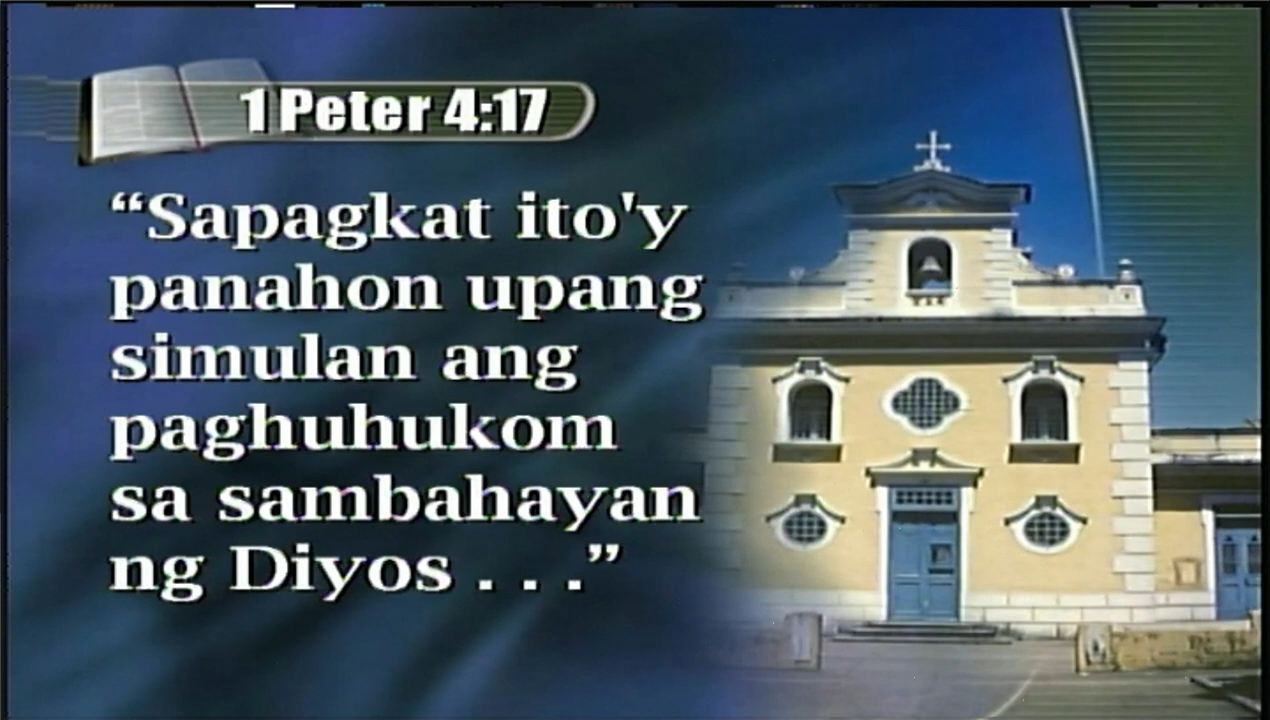 1 Peter 4:17
“Sapagkat ito'y
panahon upang
simulan ang
paghuhukom
sa sambahayan
ng Diyos . . .”